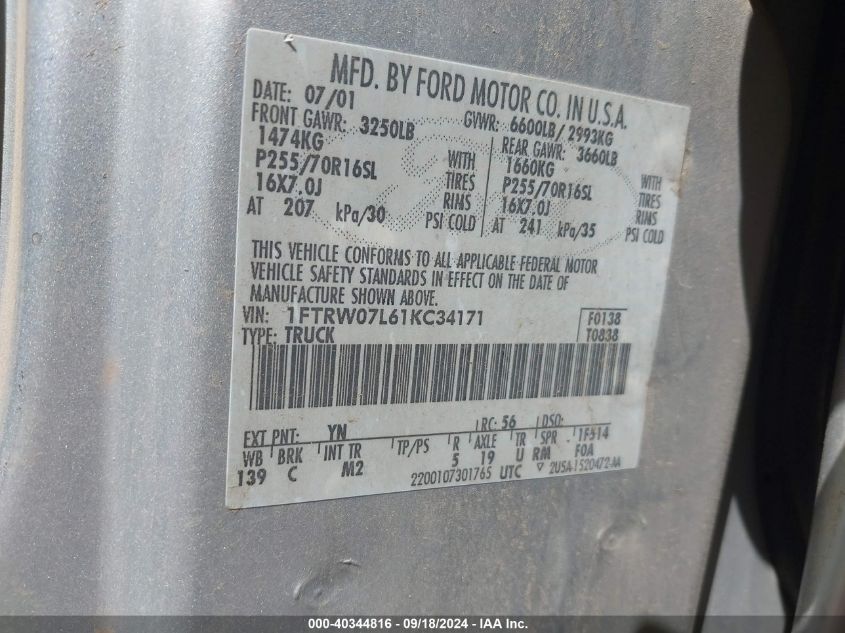 MFD. BY FORD MOTOR CO. IN U.S.A.
DATE: 07/01 GVWR: 6600LB/ 2993KG
FRONT GAWR: 3250LB REAR GAWR: 3660LB
1474KG WITH 1660KG WITH
P255/70R16SL TIRES P255/70R16SL TIRES
16X7.0J RIMS 16X7.0J RIMS
AT 207 kPa/30 PSI COLD AT 241 kPa/35 PSI COLD
THIS VEHICLE CONFORMS TO ALL APPLICABLE FEDERAL MOTOR
VEHICLE SAFETY STANDARDS IN EFFECT ON THE DATE OF
MANUFACTURE SHOWN ABOVE.
VIN: 1FTRW07L61KC34171 F0138
TYPE: TRUCK T0838
EXT PNT: YN RC: 56 DSO:
WB BRK INT TR TP/PS R AXLE TR SPR 1F514
139 C M2 5 19 U RM FOA
2200107301765 UTC 2U5A-1520472-AA
000-40344816 - 09/18/2024 - IAA Inc.